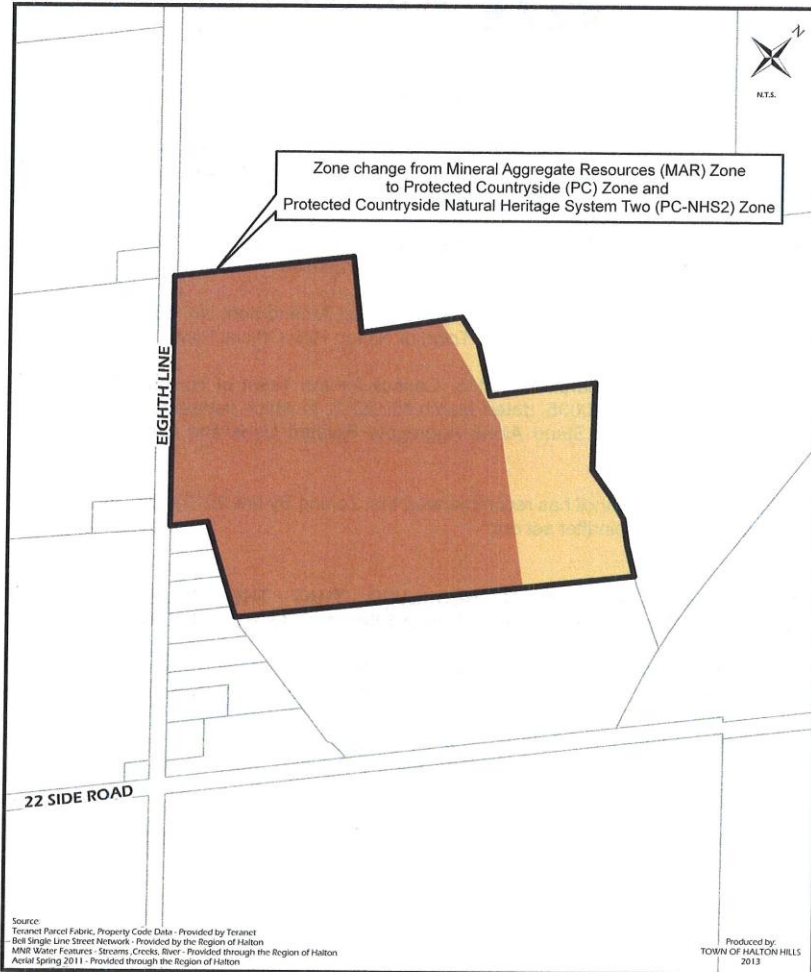 N
N.T.S.
Zone change from Mineral Aggregate Resources (MAR) Zone
to Protected Countryside (PC) Zone and
Protected Countryside Natural Heritage System Two (PC-NHS2) Zone
EIGHTH LINE
22 SIDE ROAD
Source:
Teranet Parcel Fabric, Property Code Data - Provided by Teranet
Bell Single Line Street Network - Provided by the Region of Halton
MNR Water Features - Streams, Creeks, River - Provided through the Region of Halton
Aerial Spring 2011 - Provided through the Region of Halton
Produced by:
TOWN OF HALTON HILLS
2013